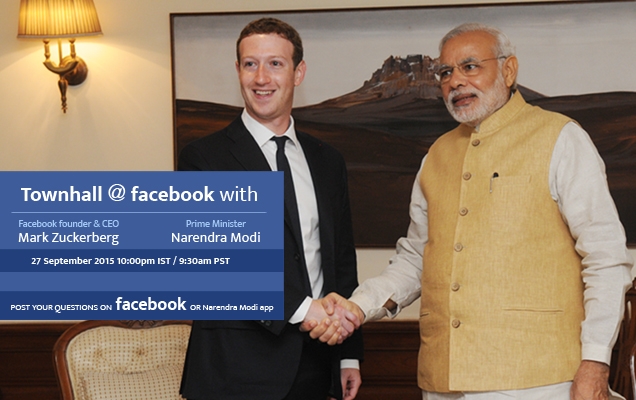 Townhall @ facebook with
Facebook founder & CEO
Mark Zuckerberg
Prime Minister
Narendra Modi
27 September 2015 10:00pm IST / 9:30am PST
POST YOUR QUESTIONS ON facebook OR Narendra Modi app